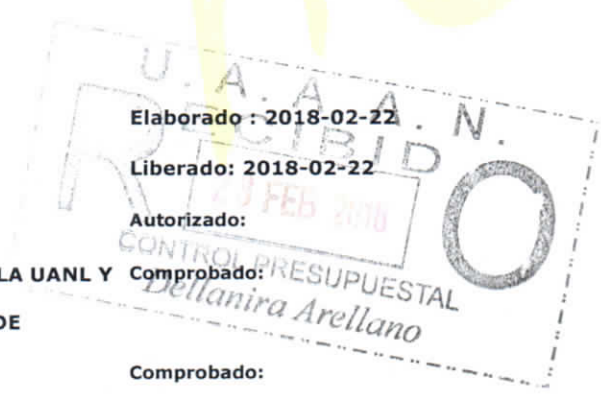 U. A. A. A. N.
RECIBIDO
Elaborado : 2018-02-22
Liberado: 2018-02-22
FEB 2018
Autorizado:
CONTROL PRESUPUESTAL
LA UANL Y Comprobado:
Dellanira Arellano
DE
Comprobado: